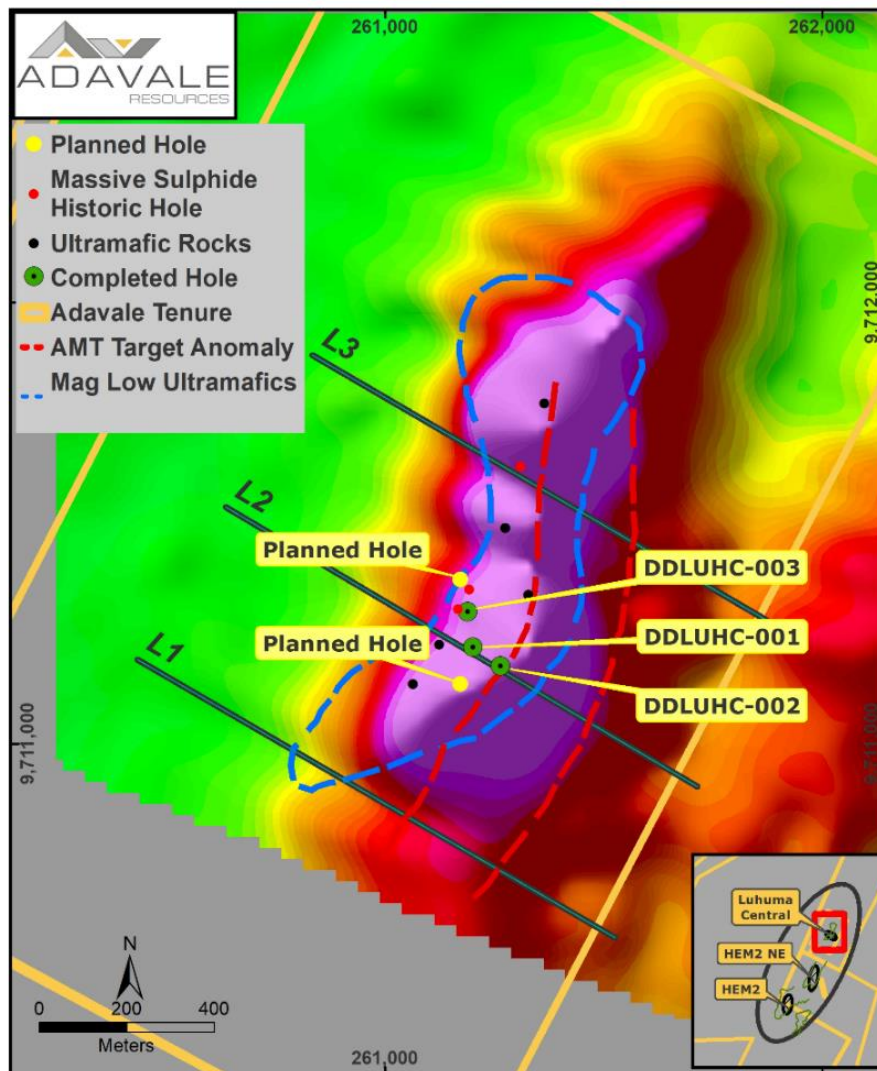 ADAVALE
RESOURCES
261,000
262,000
Planned Hole
Massive Sulphide
Historic Hole
Ultramafic Rocks
Completed Hole
Adavale Tenure
AMT Target Anomaly
Mag Low Ultramafics
9,712,000
L3
L2
Planned Hole
DDLUHC-003
DDLUHC-001
Planned Hole
L1
DDLUHC-002
9,711,000
9,711,000
Luhuma
Central
HEM2 NE
HEM2
N
0 200 400
Meters
261,000